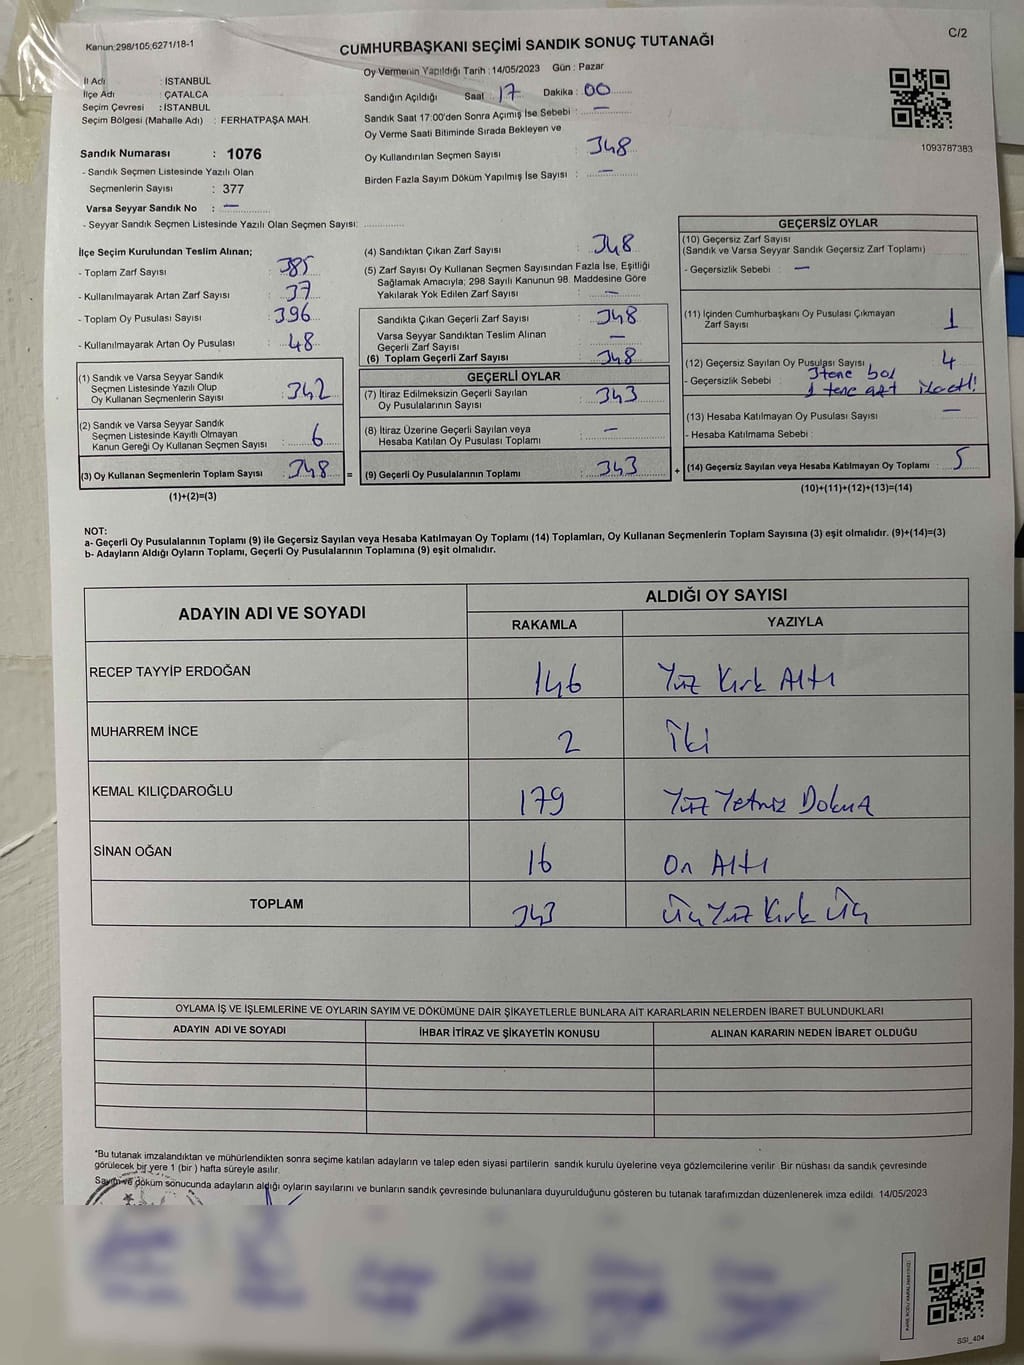 Kanun:298/105;6271/18-1
C/2
CUMHURBAŞKANI SEÇİMİ SANDIK SONUÇ TUTANAĞI
İl Adı : İSTANBUL
İlçe Adı : ÇATALCA
Seçim Çevresi : İSTANBUL
Seçim Bölgesi (Mahalle Adı) : FERHATPAŞA MAH.
Sandık Numarası : 1076
- Sandık Seçmen Listesinde Yazılı Olan
Seçmenlerin Sayısı : 377
Varsa Seyyar Sandık No : —
- Seyyar Sandık Seçmen Listesinde Yazılı Olan Seçmen Sayısı:
Oy Vermenin Yapıldığı Tarih : 14/05/2023 Gün : Pazar
Sandığın Açıldığı Saat : 17 Dakika : 00
Sandık Saat 17:00'den Sonra Açımış İse Sebebi : —
Oy Verme Saati Bitiminde Sırada Bekleyen ve
Oy Kullandırılan Seçmen Sayısı : 348
Birden Fazla Sayım Döküm Yapılmış İse Sayısı : —
1093787383
İlçe Seçim Kurulundan Teslim Alınan;
- Toplam Zarf Sayısı : 385
- Kullanılmayarak Artan Zarf Sayısı : 37
- Toplam Oy Pusulası Sayısı : 396
- Kullanılmayarak Artan Oy Pusulası : 48
(1) Sandık ve Varsa Seyyar Sandık
Seçmen Listesinde Yazılı Olup
Oy Kullanan Seçmenlerin Sayısı : 342
(2) Sandık ve Varsa Seyyar Sandık
Seçmen Listesinde Kayıtlı Olmayan
Kanun Gereği Oy Kullanan Seçmen Sayısı : 6
(3) Oy Kullanan Seçmenlerin Toplam Sayısı : 348 =
(1)+(2)=(3)
(4) Sandıktan Çıkan Zarf Sayısı : 348
(5) Zarf Sayısı Oy Kullanan Seçmen Sayısından Fazla İse, Eşitliği
Sağlamak Amacıyla; 298 Sayılı Kanunun 98. Maddesine Göre
Yakılarak Yok Edilen Zarf Sayısı : —
Sandıkta Çıkan Geçerli Zarf Sayısı : 348
Varsa Seyyar Sandıktan Teslim Alınan
Geçerli Zarf Sayısı : —
(6) Toplam Geçerli Zarf Sayısı : 348
GEÇERLİ OYLAR
(7) İtiraz Edilmeksizin Geçerli Sayılan
Oy Pusulalarının Sayısı : 343
(8) İtiraz Üzerine Geçerli Sayılan veya
Hesaba Katılan Oy Pusulası Toplamı : —
(9) Geçerli Oy Pusulalarının Toplamı : 343 +
GEÇERSİZ OYLAR
(10) Geçersiz Zarf Sayısı
(Sandık ve Varsa Seyyar Sandık Geçersiz Zarf Toplamı)
- Geçersizlik Sebebi : —
(11) İçinden Cumhurbaşkanı Oy Pusulası Çıkmayan
Zarf Sayısı : 1
(12) Geçersiz Sayılan Oy Pusulası Sayısı : 4
- Geçersizlik Sebebi : 3 tene boş
1 tene
(13) Hesaba Katılmayan Oy Pusulası Sayısı : —
- Hesaba Katılmama Sebebi :
(14) Geçersiz Sayılan veya Hesaba Katılmayan Oy Toplamı : 5
(10)+(11)+(12)+(13)=(14)
NOT:
a- Geçerli Oy Pusulalarının Toplamı (9) ile Geçersiz Sayılan veya Hesaba Katılmayan Oy Toplamı (14) Toplamları, Oy Kullanan Seçmenlerin Toplam Sayısına (3) eşit olmalıdır. (9)+(14)=(3)
b- Adayların Aldığı Oyların Toplamı, Geçerli Oy Pusulalarının Toplamına (9) eşit olmalıdır.
ADAYIN ADI VE SOYADI
ALDIĞI OY SAYISI
RAKAMLA YAZIYLA
RECEP TAYYİP ERDOĞAN 146 Yüz Kırk Altı
MUHARREM İNCE 2 İki
KEMAL KILIÇDAROĞLU 179 Yüz Yetmiz Dokuz
SİNAN OĞAN 16 On Altı
TOPLAM 343 Üç Yüz Kırk Üç
OYLAMA İŞ VE İŞLEMLERİNE VE OYLARIN SAYIM VE DÖKÜMÜNE DAİR ŞİKAYETLERLE BUNLARA AİT KARARLARIN NELERDEN İBARET BULUNDUKLARI
ADAYIN ADI VE SOYADI İHBAR İTİRAZ VE ŞİKAYETİN KONUSU ALINAN KARARIN NEDEN İBARET OLDUĞU
*Bu tutanak imzalandıktan ve mühürlendikten sonra seçime katılan adayların ve talep eden siyasi partilerin sandık kurulu üyelerine veya gözlemcilerine verilir. Bir nüshası da sandık çevresinde
görülecek bir yere 1 (bir) hafta süreyle asılır.
Sayım ve döküm sonucunda adayların aldığı oyların sayılarını ve bunların sandık çevresinde bulunanlara duyurulduğunu gösteren bu tutanak tarafımızdan düzenlenerek imza edildi. 14/05/2023
SGI_404